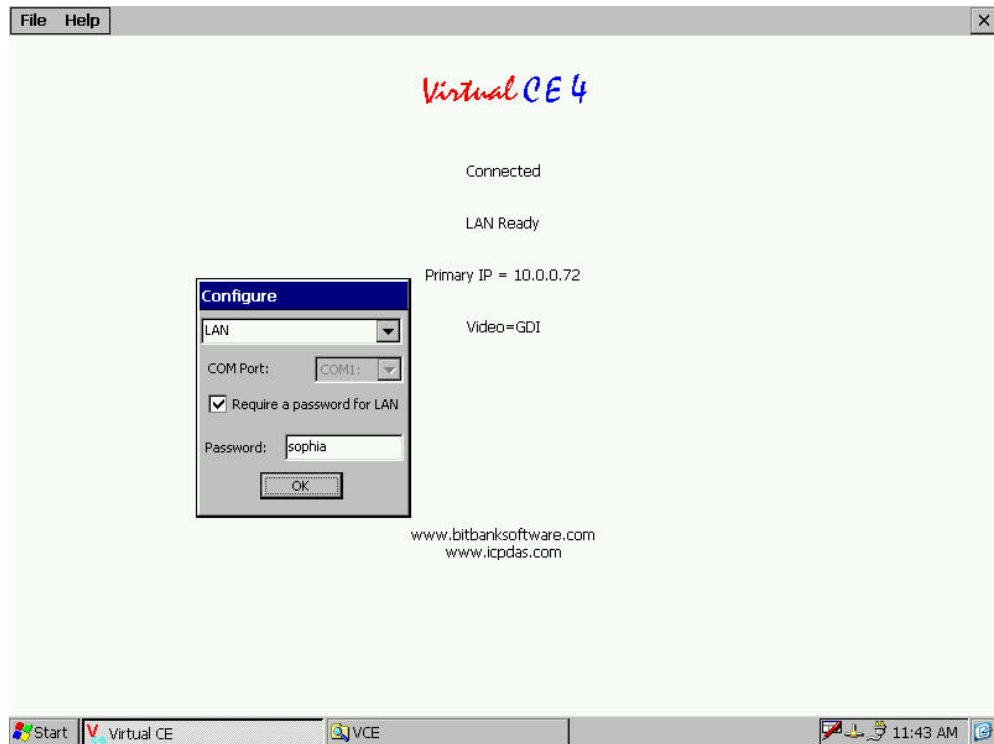 File Help
Virtual CE 4
Connected
LAN Ready
Primary IP = 10.0.0.72
Video=GDI
Configure
LAN
COM Port: COM1:
Require a password for LAN
Password: sophia
OK
www.bitbanksoftware.com
www.icpdas.com
Start Virtual CE VCE 11:43 AM